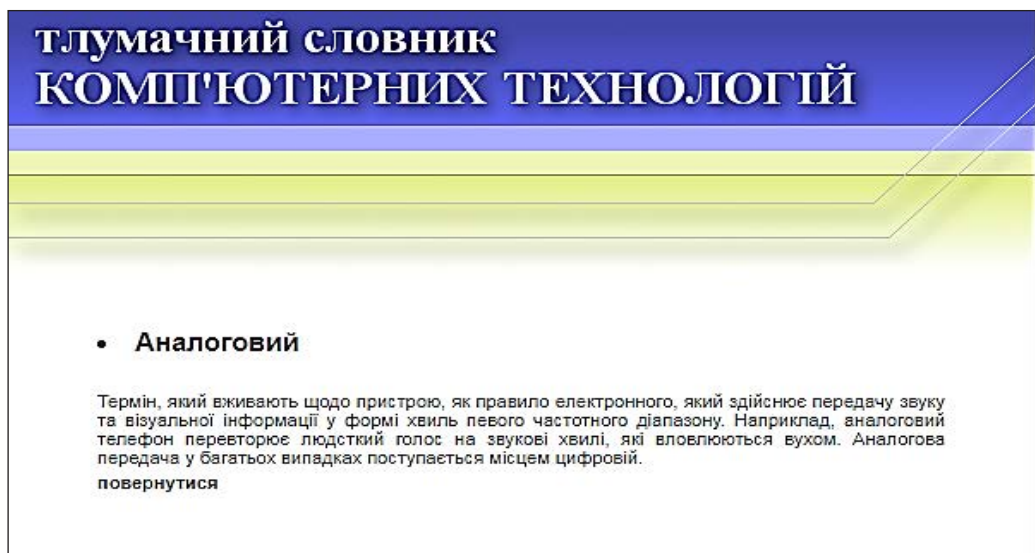 тлумачний словник
КОМП'ЮТЕРНИХ ТЕХНОЛОГІЙ
• Аналоговий
Термін, який вживають щодо пристрою, як правило електронного, який здійснює передачу звуку
та візуальної інформації у формі хвиль певого частотного діапазону. Наприклад, аналоговий
телефон перевторює людсткий голос на звукові хвилі, які вловлюються вухом. Аналогова
передача у багатьох випадках поступається місцем цифровій.
повернутися